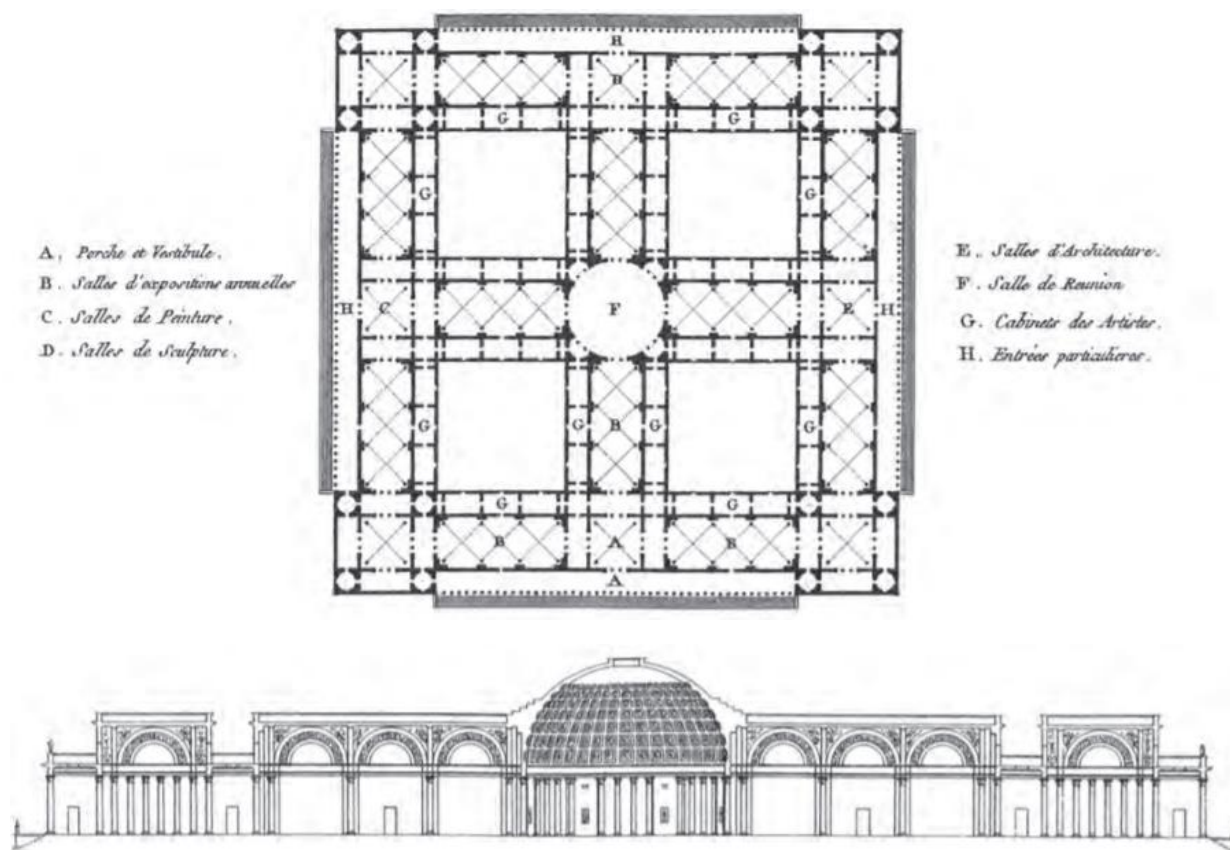 H
D
G G
G G
A. Porche et Vestibule.
B. Salles d'expositions annuelles
C. Salles de Peinture.
D. Salles de Sculpture.
H C F E H
E. Salles d'Architecture.
F. Salle de Reunion
G. Cabinets des Artistes.
H. Entrées particulieres.
G G B G G
G G
B A B
A